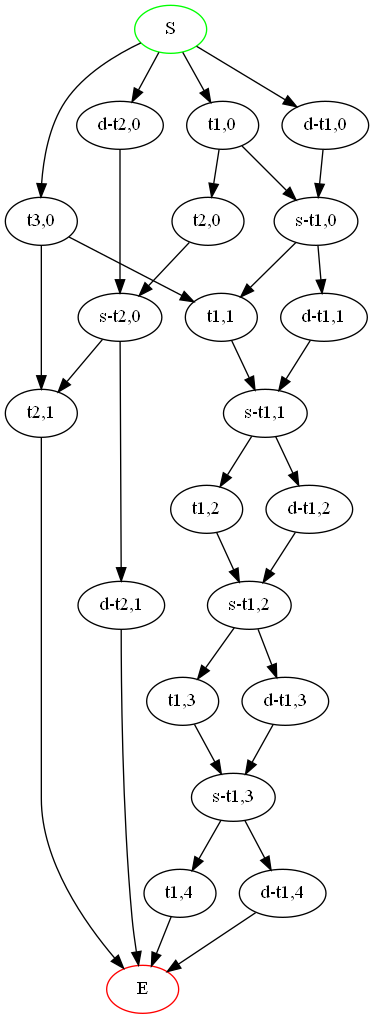 S
d-t2,0
t1,0
d-t1,0
t3,0
t2,0
s-t1,0
s-t2,0
t1,1
d-t1,1
t2,1
s-t1,1
t1,2
d-t1,2
d-t2,1
s-t1,2
t1,3
d-t1,3
s-t1,3
t1,4
d-t1,4
E